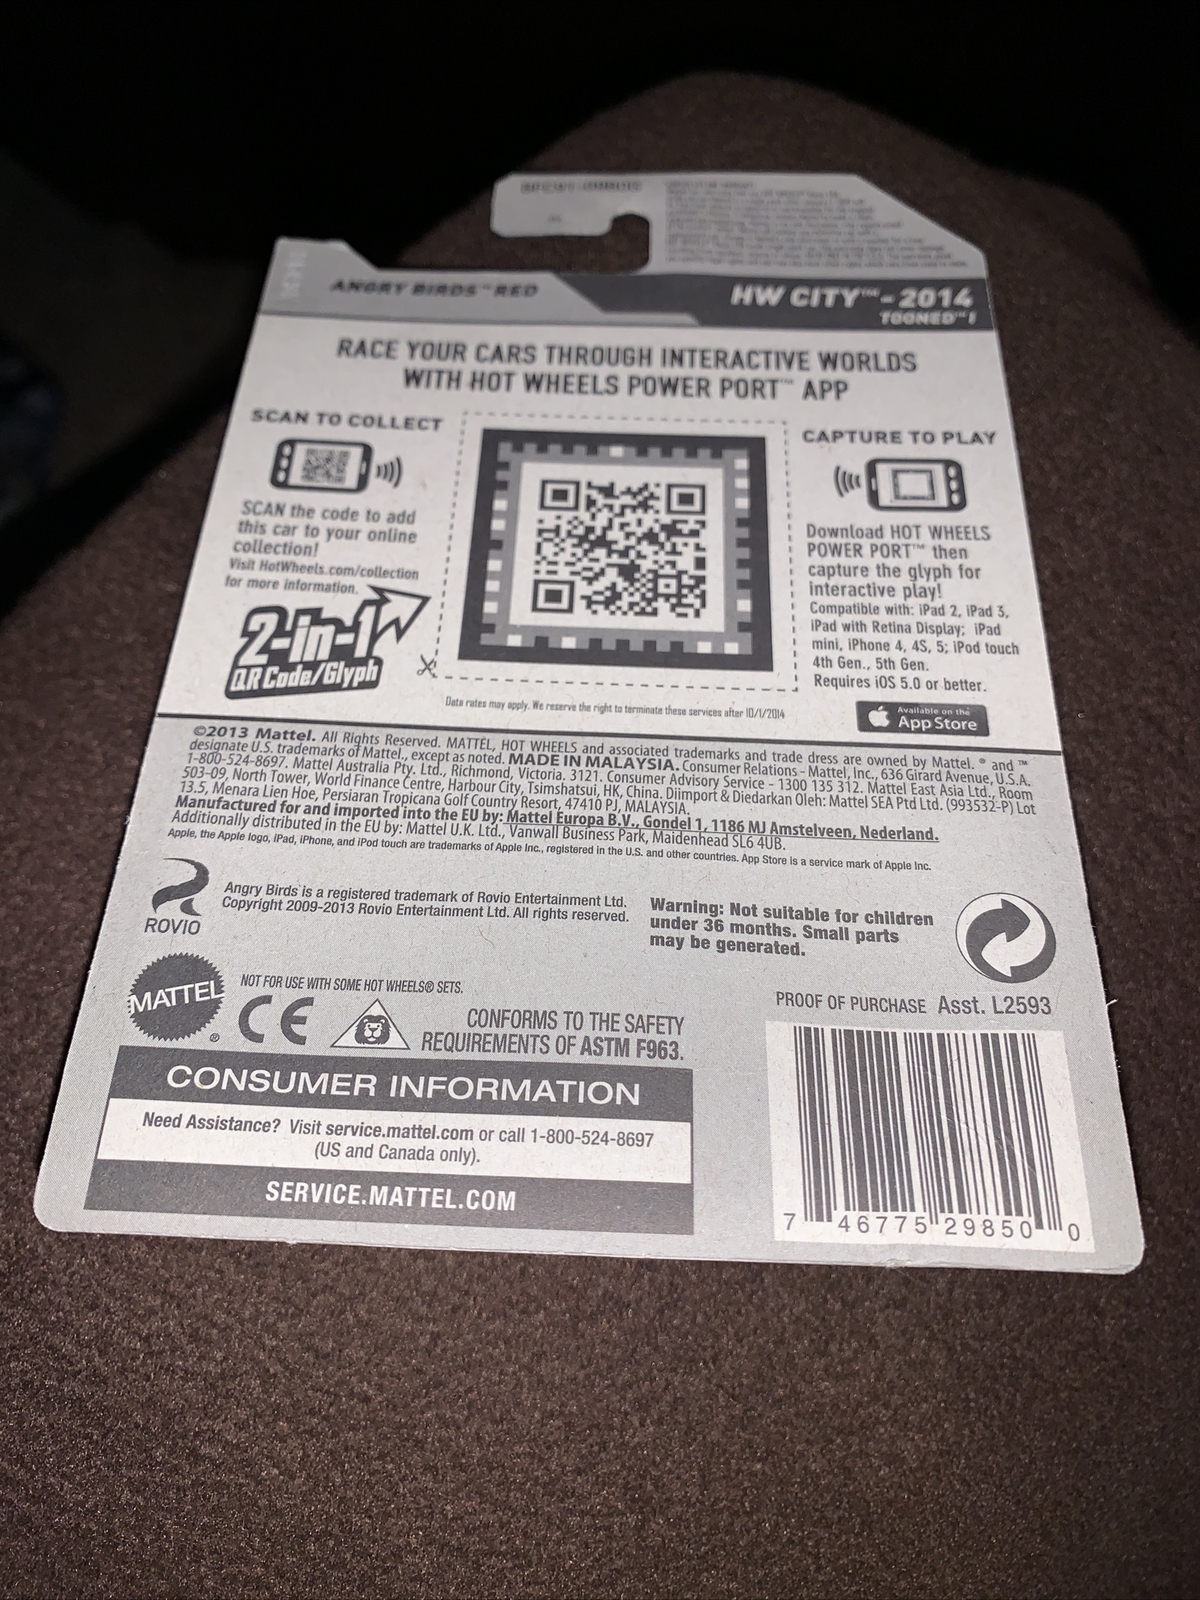 ANGRY BIRDS™ RED
HW CITY™ - 2014
TOONED™ I
RACE YOUR CARS THROUGH INTERACTIVE WORLDS
WITH HOT WHEELS POWER PORT™ APP
SCAN TO COLLECT
SCAN the code to add
this car to your online
collection!
Visit HotWheels.com/collection
for more information.
2-in-1
QR Code/Glyph
CAPTURE TO PLAY
Download HOT WHEELS
POWER PORT™ then
capture the glyph for
interactive play!
Compatible with: iPad 2, iPad 3,
iPad with Retina Display; iPad
mini, iPhone 4, 4S, 5; iPod touch
4th Gen., 5th Gen.
Requires iOS 5.0 or better.
Available on the
App Store
Data rates may apply. We reserve the right to terminate these services after 10/1/2014
©2013 Mattel. All Rights Reserved. MATTEL, HOT WHEELS and associated trademarks and trade dress are owned by Mattel. ® and ™
designate U.S. trademarks of Mattel, except as noted. MADE IN MALAYSIA. Consumer Relations - Mattel, Inc., 636 Girard Avenue, U.S.A.
1-800-524-8697. Mattel Australia Pty. Ltd., Richmond, Victoria. 3121. Consumer Advisory Service - 1300 135 312. Mattel East Asia Ltd., Room
503-09, North Tower, World Finance Centre, Harbour City, Tsimshatsui, HK, China. Diimport & Diedarkan Oleh: Mattel SEA Ptd Ltd. (993532-P) Lot
13.5, Menara Lien Hoe, Persiaran Tropicana Golf Country Resort, 47410 PJ, MALAYSIA.
Manufactured for and imported into the EU by: Mattel Europa B.V., Gondel 1, 1186 MJ Amstelveen, Nederland.
Additionally distributed in the EU by: Mattel U.K. Ltd., Vanwall Business Park, Maidenhead SL6 4UB.
Apple, the Apple logo, iPad, iPhone, and iPod touch are trademarks of Apple Inc., registered in the U.S. and other countries. App Store is a service mark of Apple Inc.
ROVIO
Angry Birds is a registered trademark of Rovio Entertainment Ltd.
Copyright 2009-2013 Rovio Entertainment Ltd. All rights reserved.
Warning: Not suitable for children
under 36 months. Small parts
may be generated.
MATTEL®
NOT FOR USE WITH SOME HOT WHEELS® SETS.
CE
CONFORMS TO THE SAFETY
REQUIREMENTS OF ASTM F963.
PROOF OF PURCHASE Asst. L2593
CONSUMER INFORMATION
Need Assistance? Visit service.mattel.com or call 1-800-524-8697
(US and Canada only).
SERVICE.MATTEL.COM
7 46775 29850 0